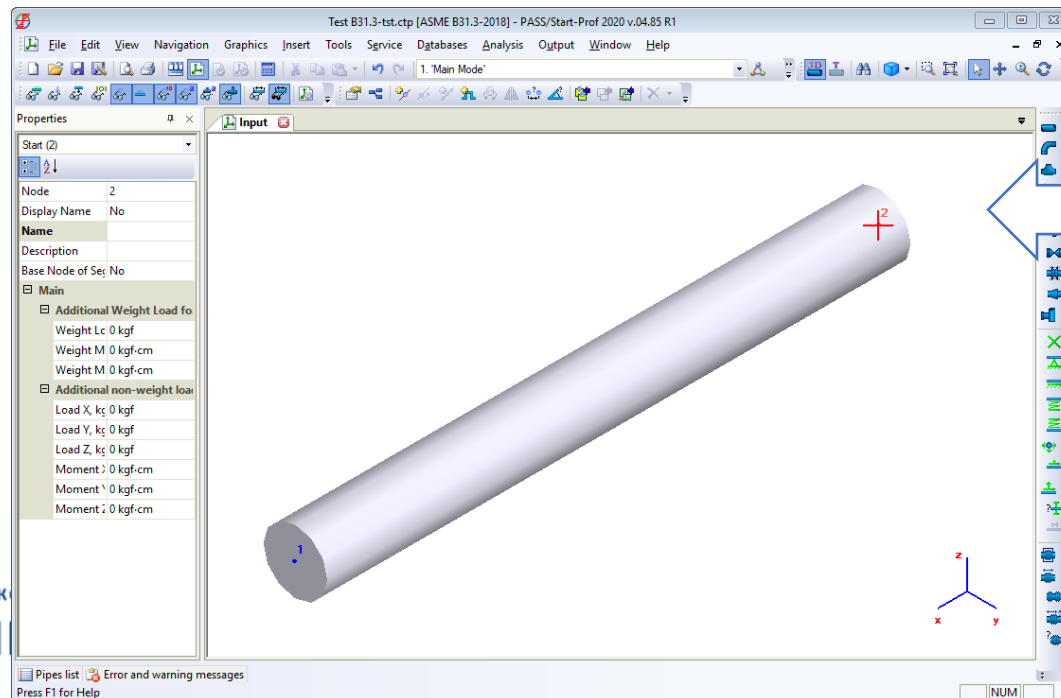 Test B31.3-tst.ctp [ASME B31.3-2018] - PASS/Start-Prof 2020 v.04.85 R1
File Edit View Navigation Graphics Insert Tools Service Databases Analysis Output Window Help
1. 'Main Mode'
Properties
Input
Start (2)
Node 2
Display Name No
Name
Description
Base Node of Seg No
Main
Additional Weight Load fo
Weight Lo 0 kgf
Weight M 0 kgf·cm
Weight M 0 kgf·cm
Additional non-weight load
Load X, kg 0 kgf
Load Y, kg 0 kgf
Load Z, kg 0 kgf
Moment X 0 kgf·cm
Moment Y 0 kgf·cm
Moment Z 0 kgf·cm
2
1
z
x y
Pipes list Error and warning messages
Press F1 for Help NUM